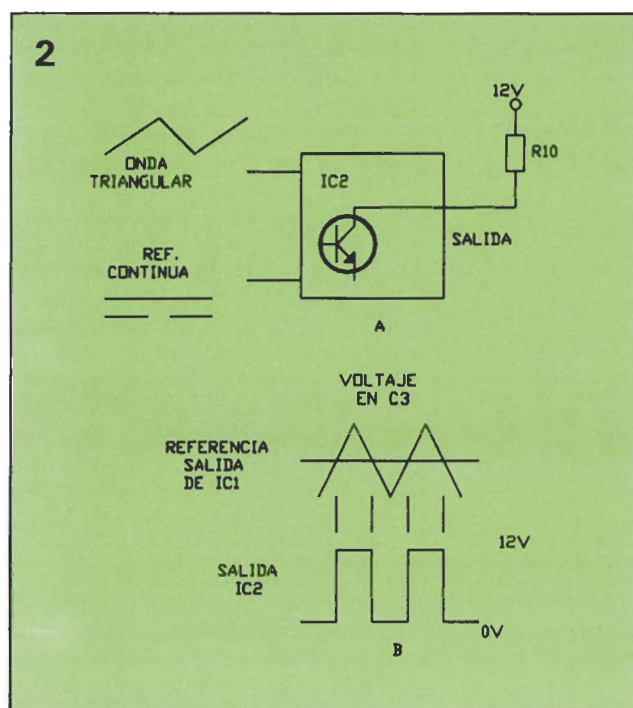 2
12V
R10
ONDA
TRIANGULAR
IC2
SALIDA
REF.
CONTINUA
A
VOLTAJE
EN C3
REFERENCIA
SALIDA
DE IC1
12V
SALIDA
IC2
0V
B